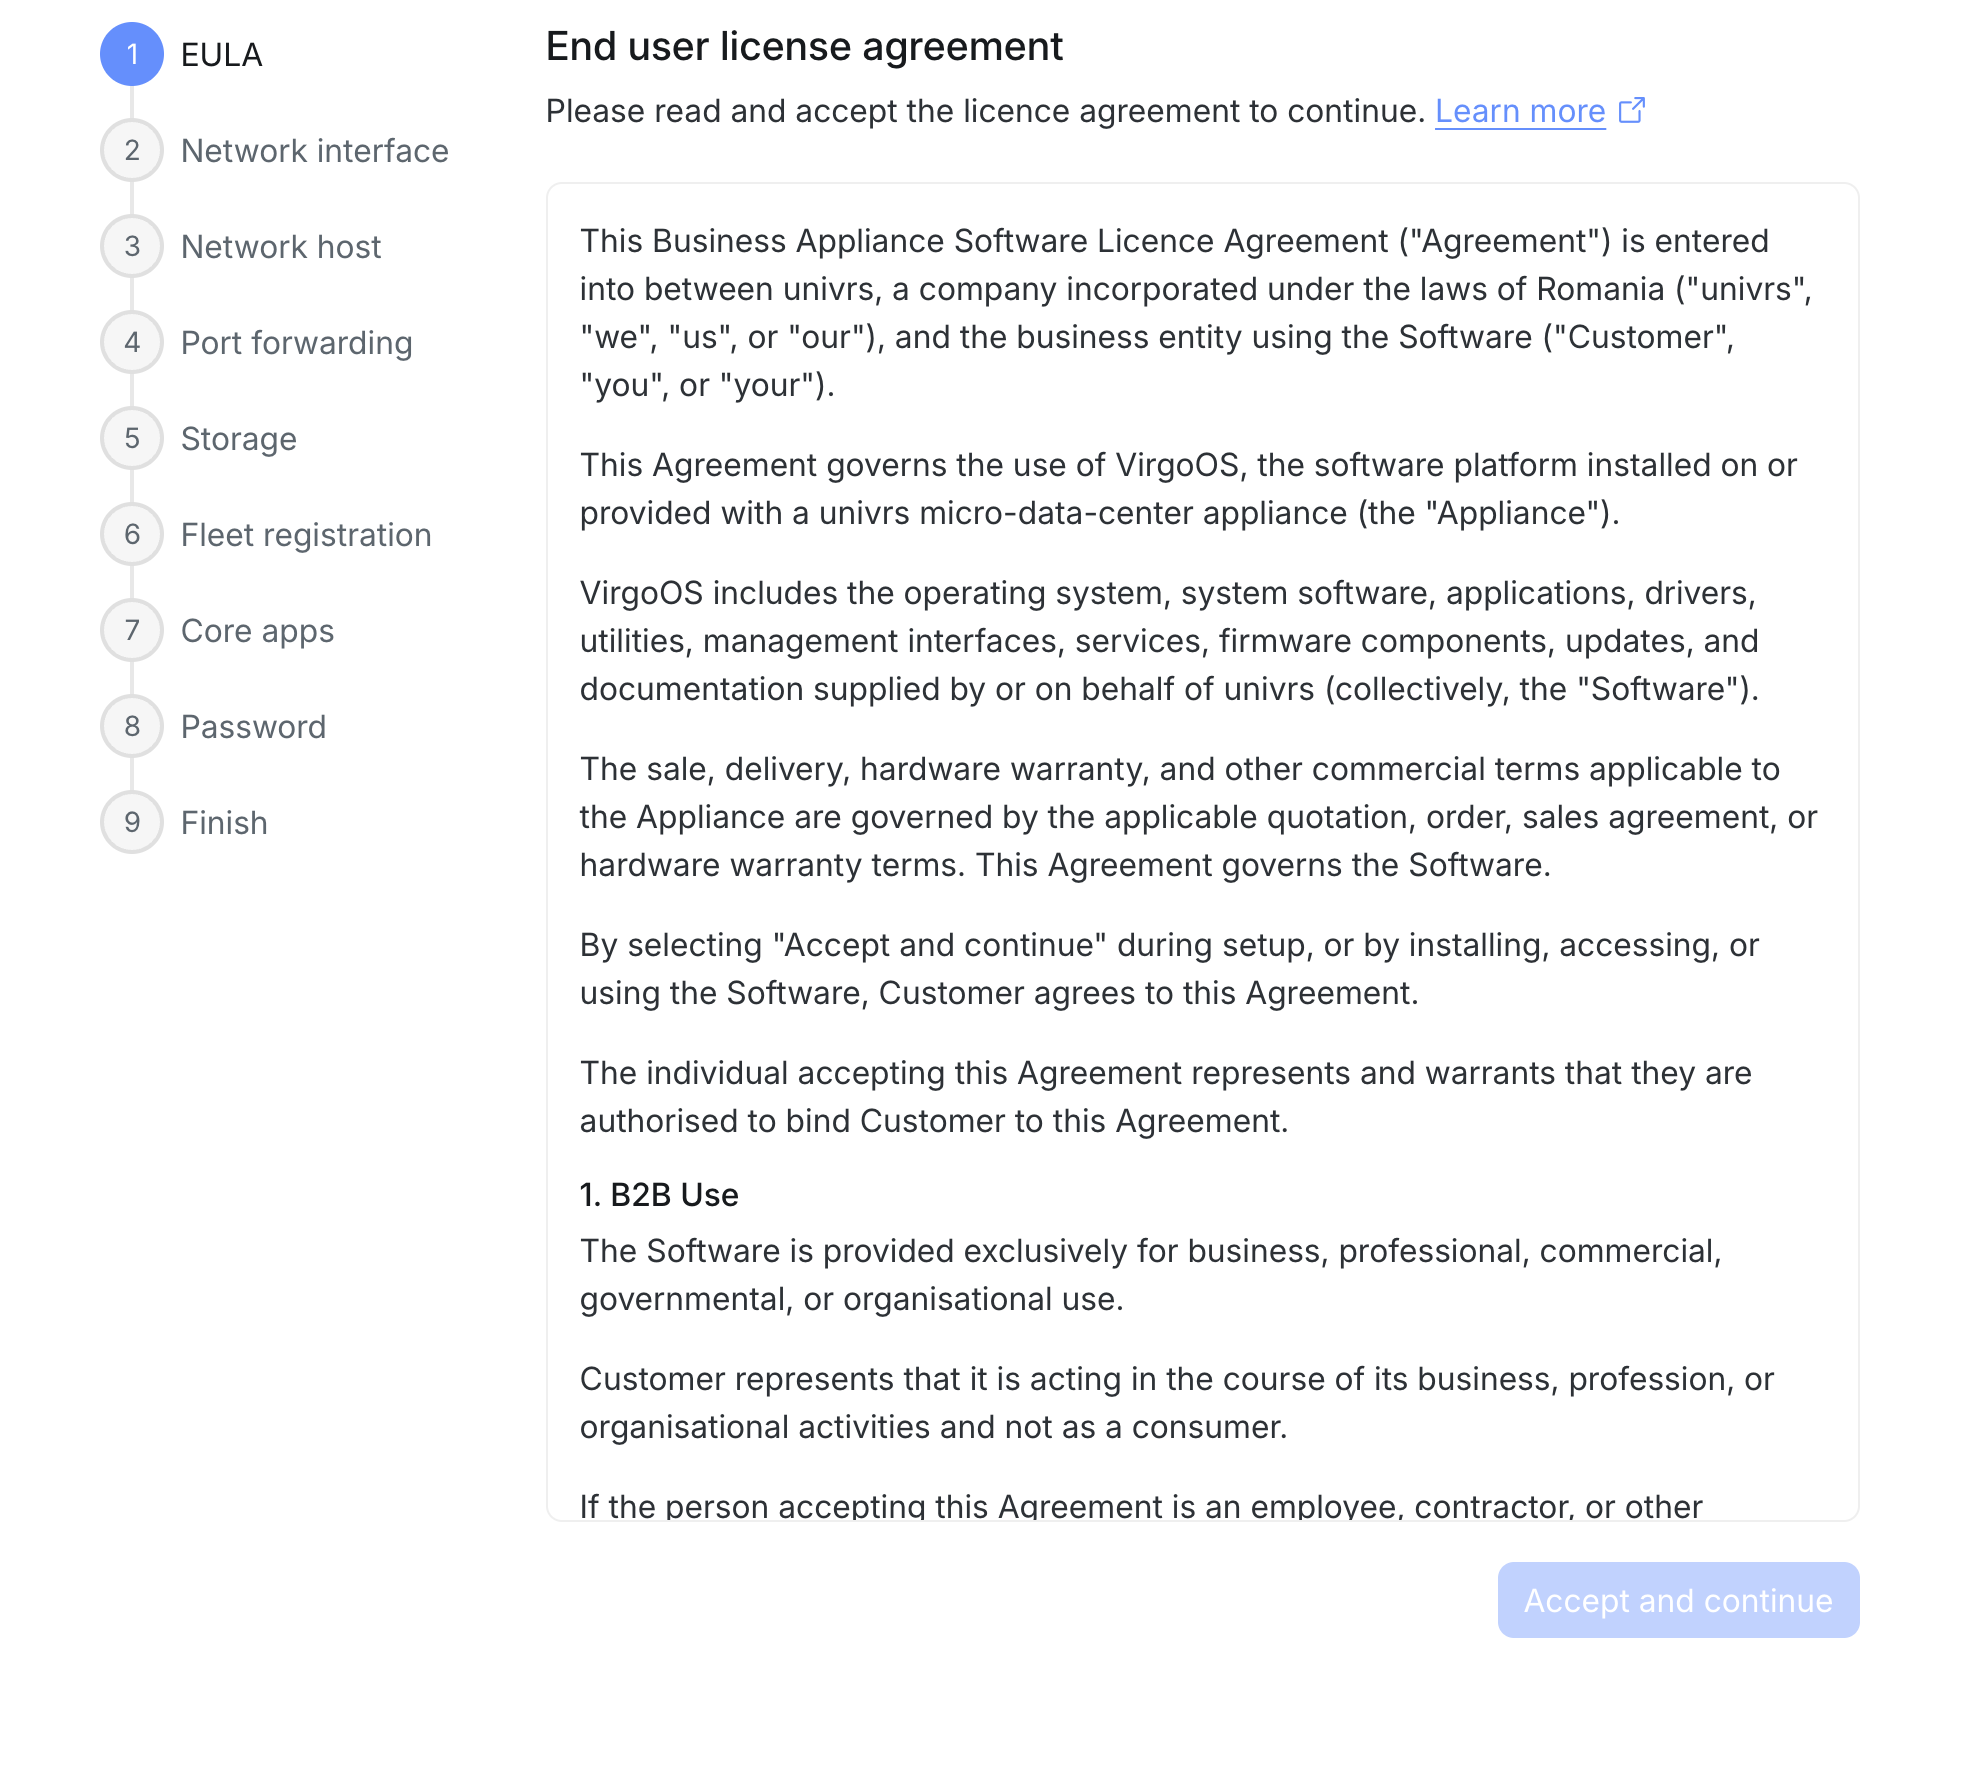 1 EULA
2 Network interface
3 Network host
4 Port forwarding
5 Storage
6 Fleet registration
7 Core apps
8 Password
9 Finish
End user license agreement
Please read and accept the licence agreement to continue. Learn more
This Business Appliance Software Licence Agreement ("Agreement") is entered
into between univrs, a company incorporated under the laws of Romania ("univrs",
"we", "us", or "our"), and the business entity using the Software ("Customer",
"you", or "your").
This Agreement governs the use of VirgoOS, the software platform installed on or
provided with a univrs micro-data-center appliance (the "Appliance").
VirgoOS includes the operating system, system software, applications, drivers,
utilities, management interfaces, services, firmware components, updates, and
documentation supplied by or on behalf of univrs (collectively, the "Software").
The sale, delivery, hardware warranty, and other commercial terms applicable to
the Appliance are governed by the applicable quotation, order, sales agreement, or
hardware warranty terms. This Agreement governs the Software.
By selecting "Accept and continue" during setup, or by installing, accessing, or
using the Software, Customer agrees to this Agreement.
The individual accepting this Agreement represents and warrants that they are
authorised to bind Customer to this Agreement.
1. B2B Use
The Software is provided exclusively for business, professional, commercial,
governmental, or organisational use.
Customer represents that it is acting in the course of its business, profession, or
organisational activities and not as a consumer.
If the person accepting this Agreement is an employee, contractor, or other
Accept and continue